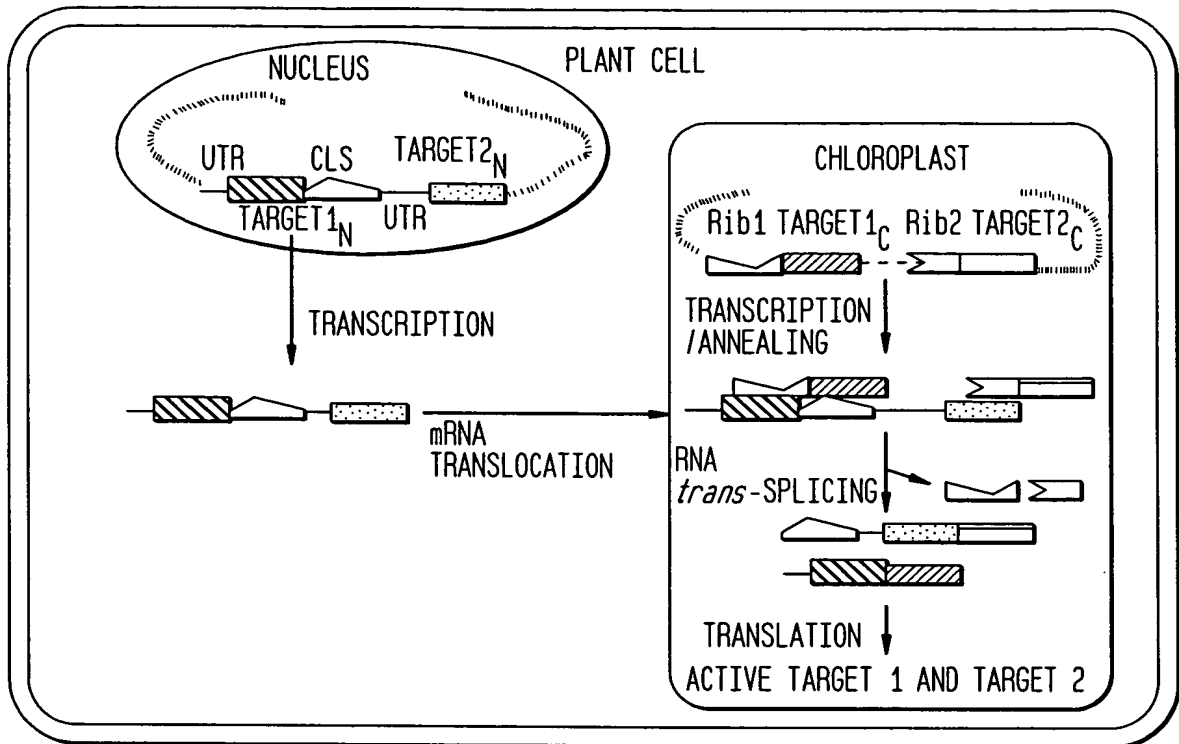 PLANT CELL
NUCLEUS
UTR CLS TARGET2N
TARGET1N UTR
TRANSCRIPTION
mRNA
TRANSLOCATION
CHLOROPLAST
Rib1 TARGET1C Rib2 TARGET2C
TRANSCRIPTION
/ANNEALING
RNA
trans-SPLICING
TRANSLATION
ACTIVE TARGET 1 AND TARGET 2